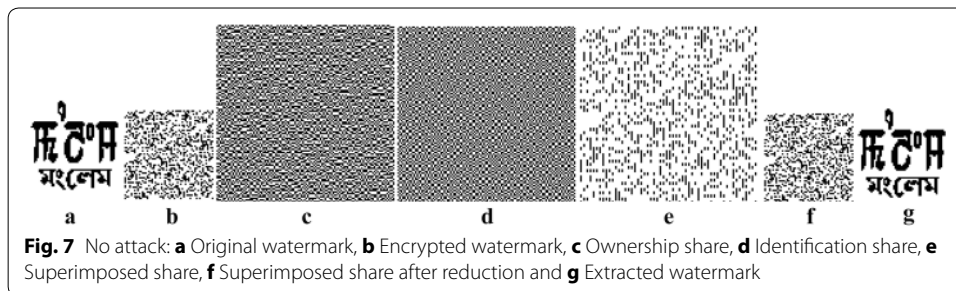 মংলেম
মংলেম
a b c d e f g
Fig. 7 No attack: a Original watermark, b Encrypted watermark, c Ownership share, d Identification share, e
Superimposed share, f Superimposed share after reduction and g Extracted watermark